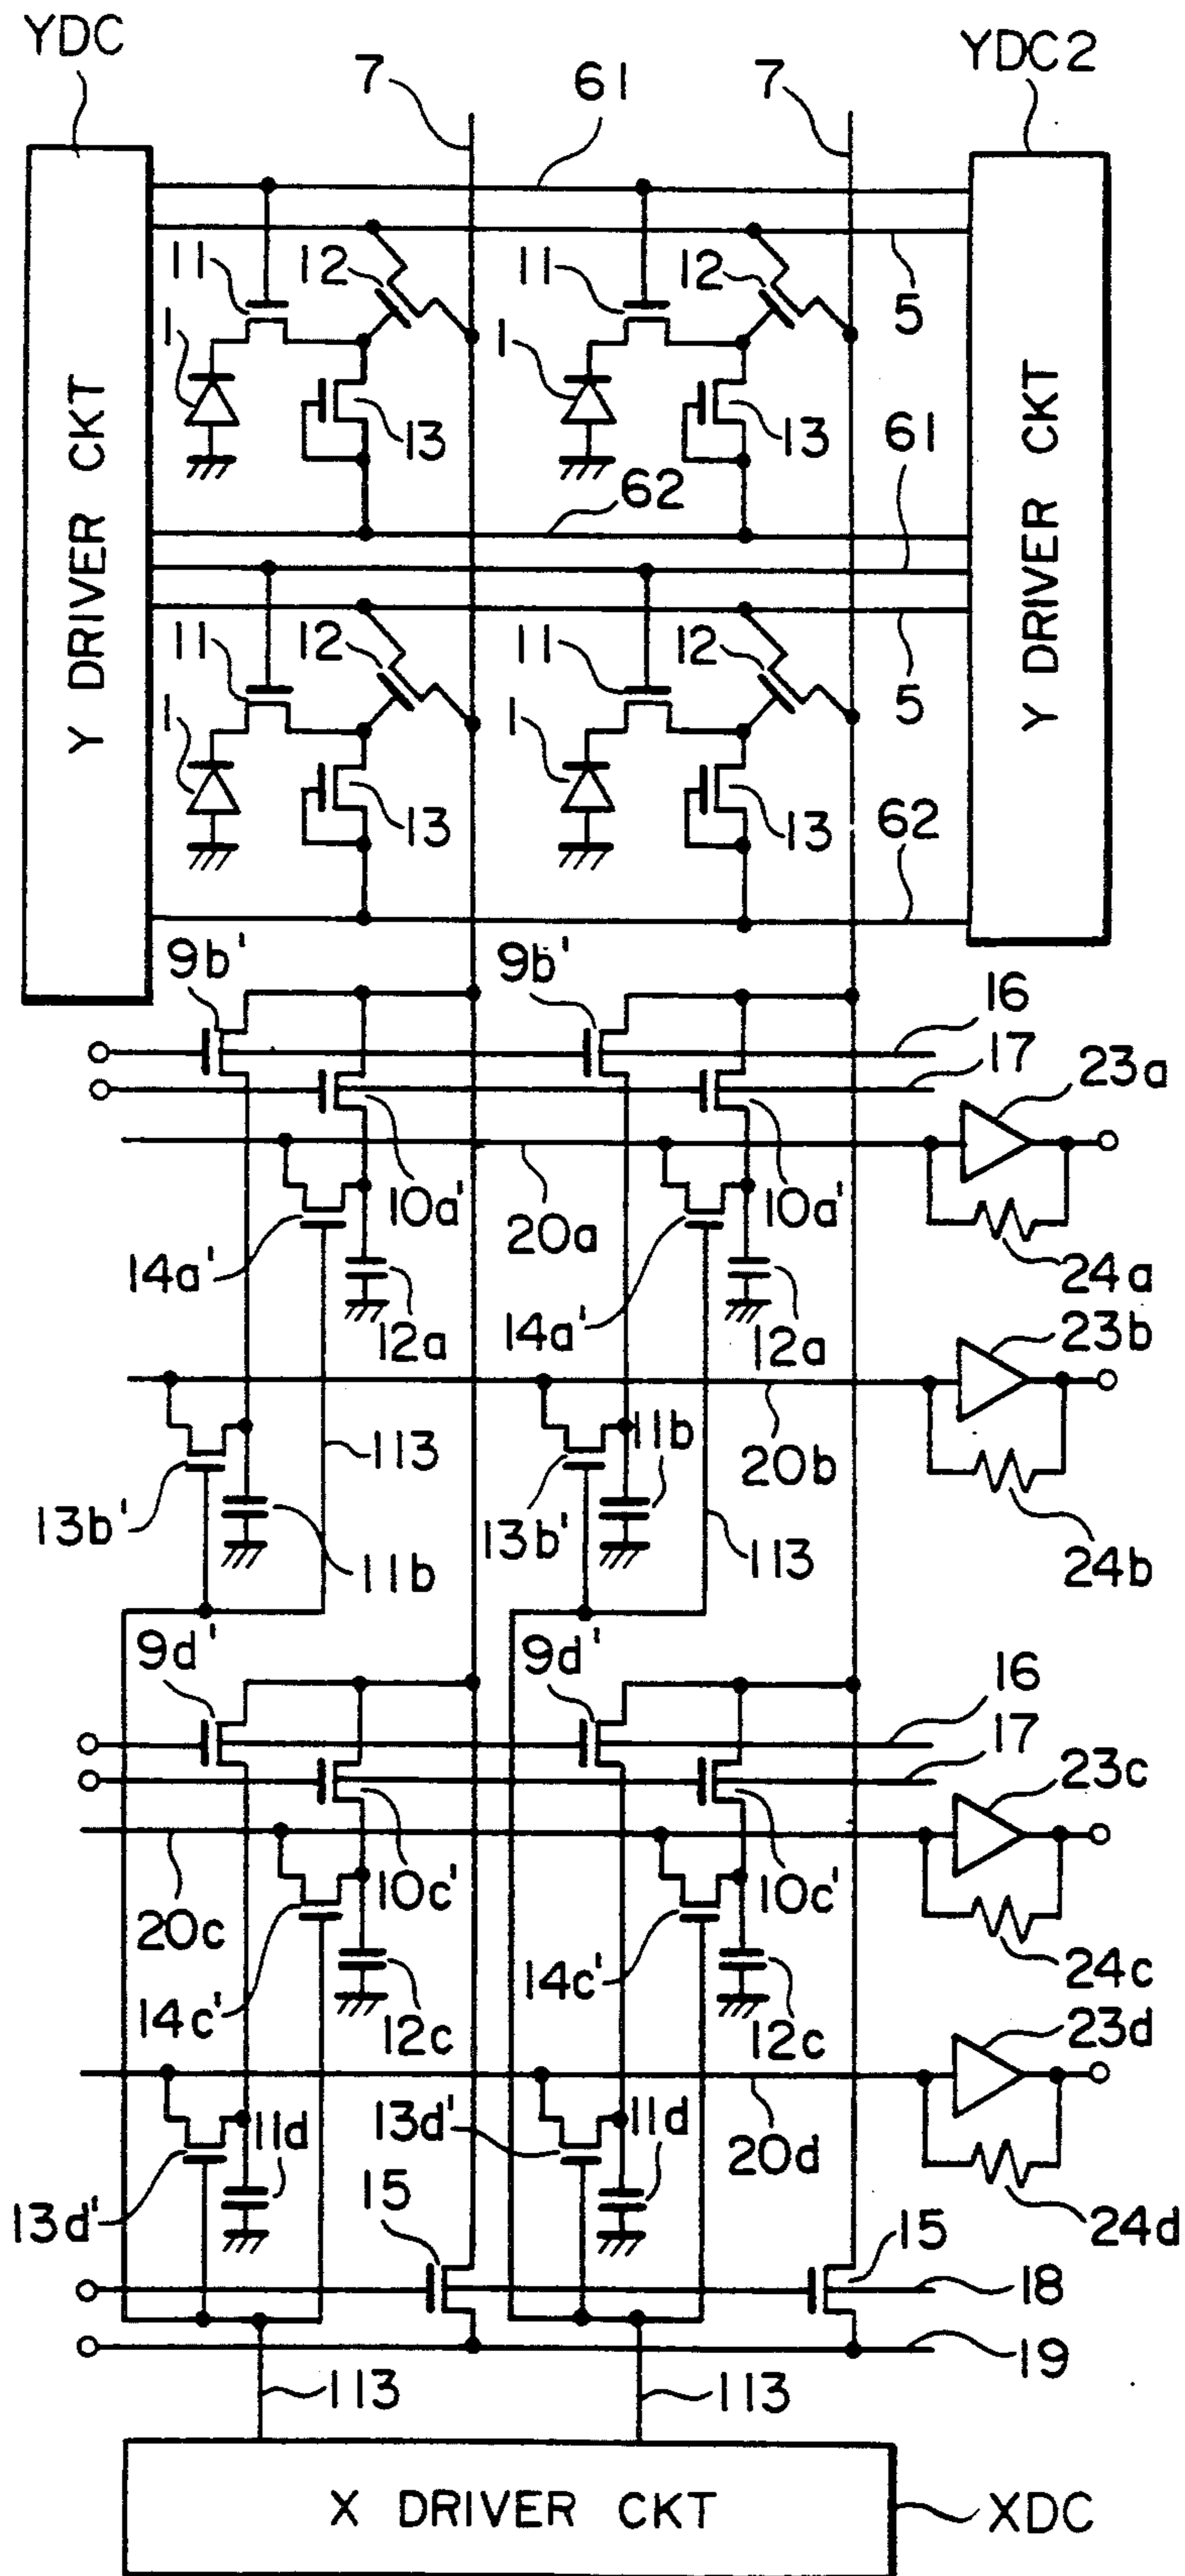 YDC
7
61
7
YDC2
11
12
11
12
5
1
1
13
13
61
62
Y DRIVER CKT
Y DRIVER CKT
11
12
11
12
5
1
1
13
13
62
9b'
9b'
16
17
23a
10a'
10a'
20a
14a'
14a'
24a
12a
12a
23b
113
11b
20b
13b'
13b'
113
11b
24b
9d'
9d'
16
17
23c
10c'
10c'
20c
14c'
14c'
24c
12c
12c
23d
11d
13d'
11d
20d
15
13d'
24d
15
18
19
113
113
X DRIVER CKT
XDC